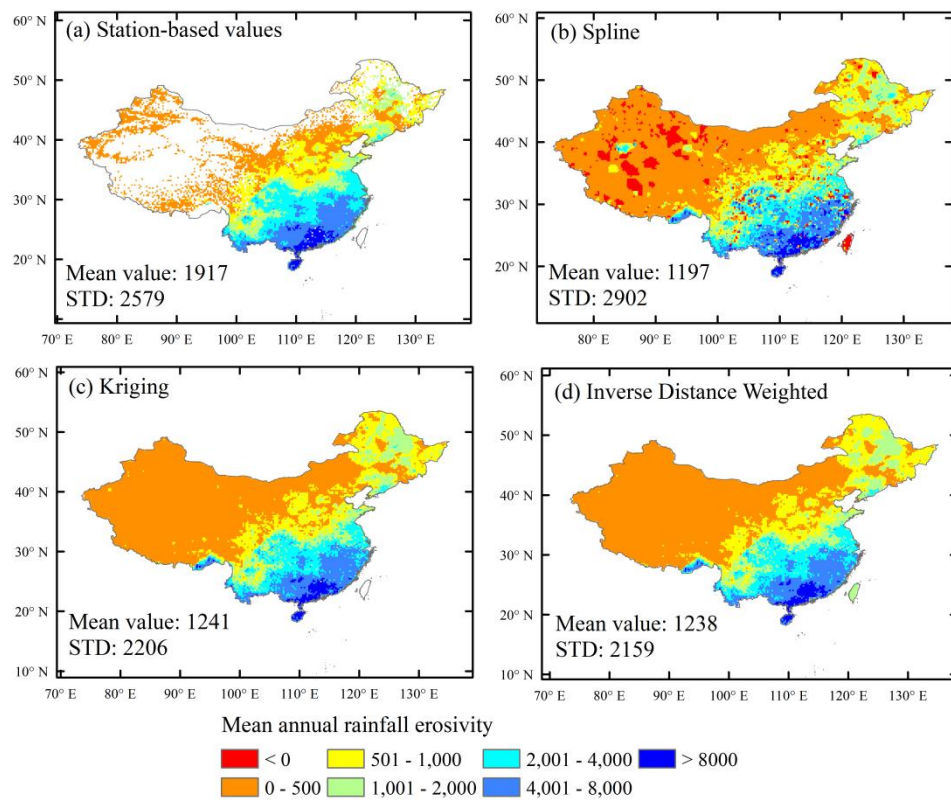 (a) Station-based values
60° N
50° N
40° N
30° N
20° N
Mean value: 1917
STD: 2579
70° E 80° E 90° E 100° E 110° E 120° E 130° E
(b) Spline
60° N
50° N
40° N
30° N
20° N
Mean value: 1197
STD: 2902
80° E 90° E 100° E 110° E 120° E 130° E
(c) Kriging
60° N
50° N
40° N
30° N
20° N
10° N
Mean value: 1241
STD: 2206
70° E 80° E 90° E 100° E 110° E 120° E 130° E
(d) Inverse Distance Weighted
60° N
50° N
40° N
30° N
20° N
10° N
Mean value: 1238
STD: 2159
70° E 80° E 90° E 100° E 110° E 120° E 130° E
Mean annual rainfall erosivity
< 0 501 - 1,000 2,001 - 4,000 > 8000
0 - 500 1,001 - 2,000 4,001 - 8,000